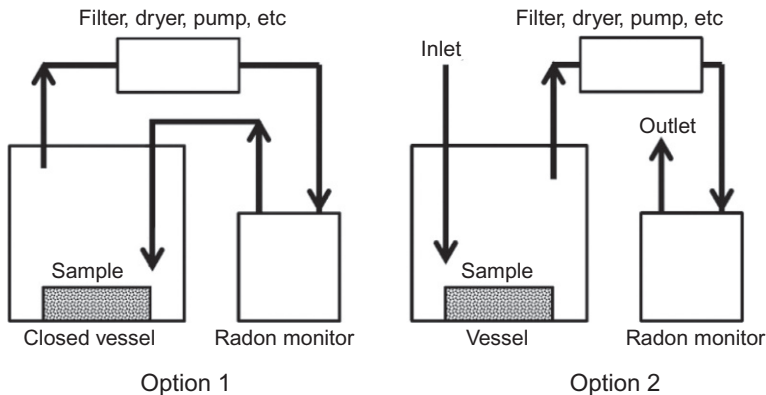 Filter, dryer, pump, etc
Sample
Closed vessel
Radon monitor
Option 1
Filter, dryer, pump, etc
Inlet
Outlet
Sample
Vessel
Radon monitor
Option 2